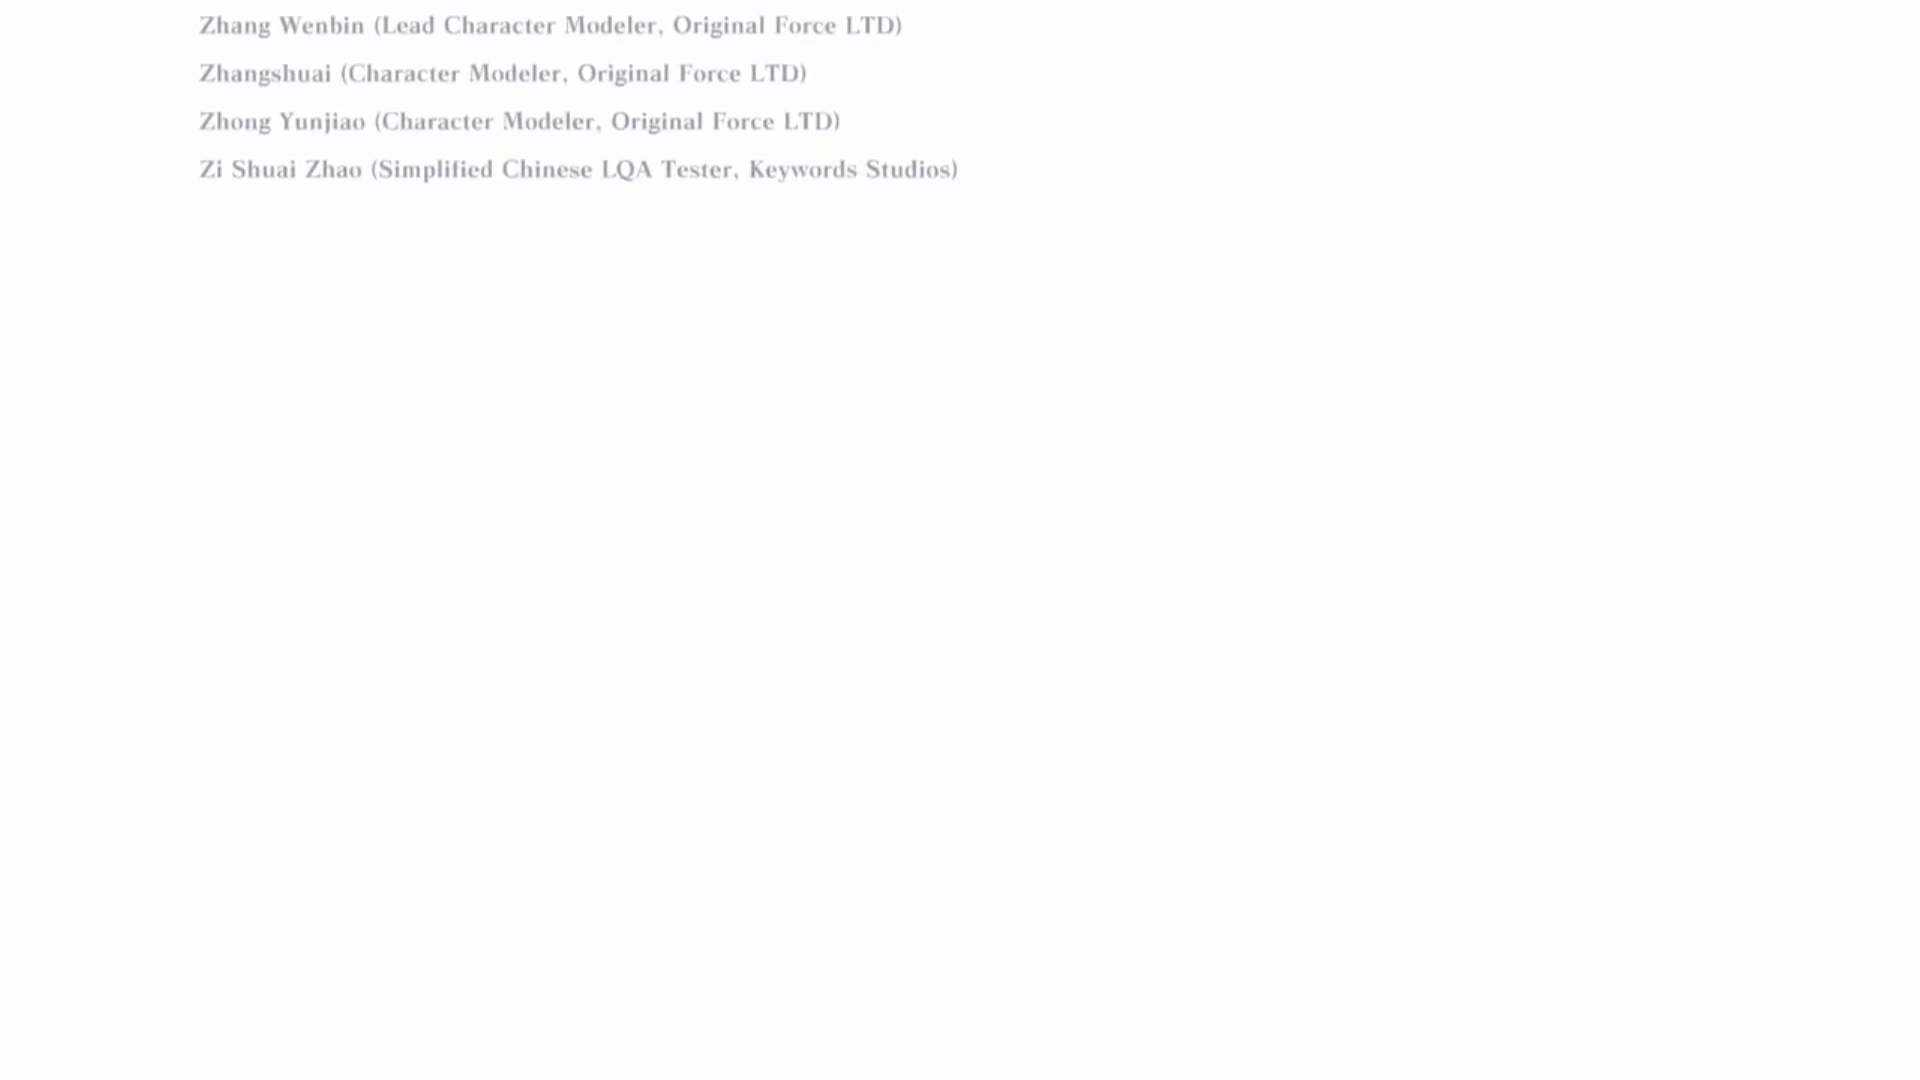 Zhang Wenbin (Lead Character Modeler, Original Force LTD)
Zhangshuai (Character Modeler, Original Force LTD)
Zhong Yunjiao (Character Modeler, Original Force LTD)
Zi Shuai Zhao (Simplified Chinese LQA Tester, Keywords Studios)